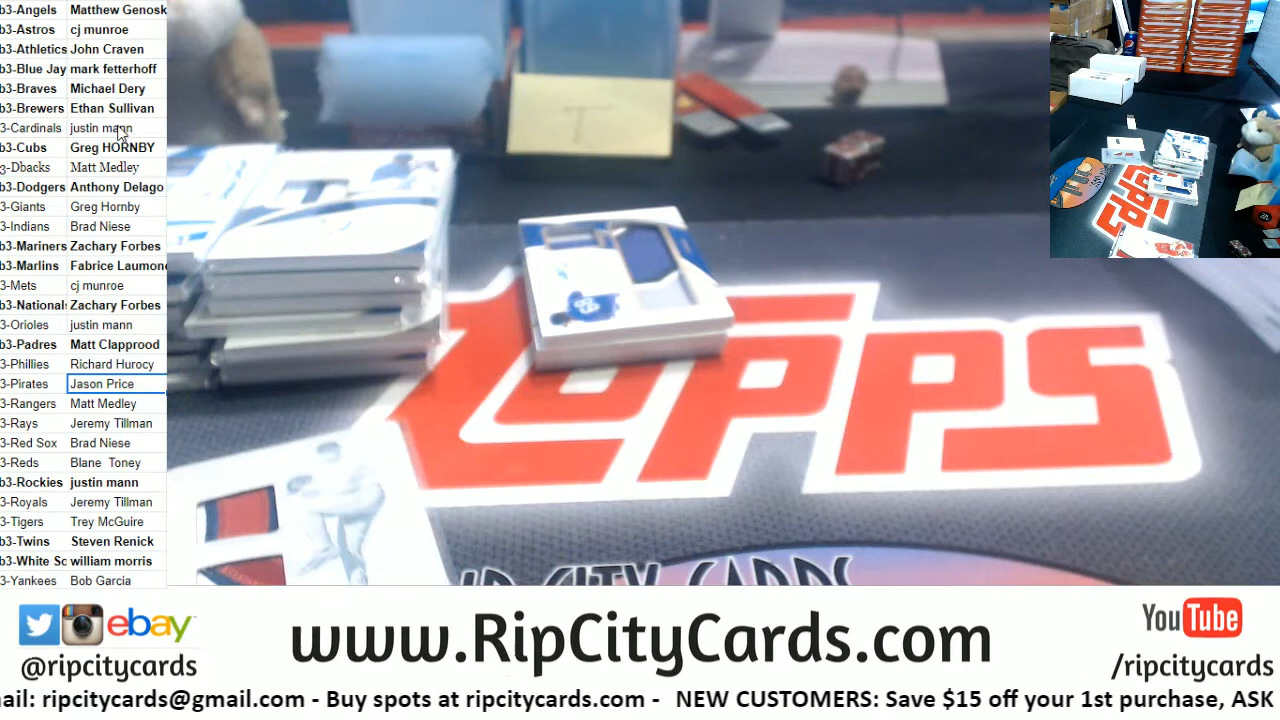 b3-Angels Matthew Genosk
b3-Astros cj munroe
b3-Athletics John Craven
b3-Blue Jay mark fetterhoff
b3-Braves Michael Dery
b3-Brewers Ethan Sullivan
3-Cardinals justin mann
b3-Cubs Greg HORNBY
3-Dbacks Matt Medley
b3-Dodgers Anthony Delago
3-Giants Greg Hornby
3-Indians Brad Niese
b3-Mariners Zachary Forbes
b3-Marlins Fabrice Laumond
3-Mets cj munroe
b3-National Zachary Forbes
3-Orioles justin mann
b3-Padres Matt Clapprood
3-Phillies Richard Hurocy
3-Pirates Jason Price
3-Rangers Matt Medley
3-Rays Jeremy Tillman
3-Red Sox Brad Niese
3-Reds Blane Toney
b3-Rockies justin mann
3-Royals Jeremy Tillman
3-Tigers Trey McGuire
b3-Twins Steven Renick
b3-White So william morris
3-Yankees Bob Garcia
T
Topps
RIP CITY CARDS
Topps
ebay
@ripcitycards
www.RipCityCards.com
YouTube
/ripcitycards
ail: ripcitycards@gmail.com - Buy spots at ripcitycards.com - NEW CUSTOMERS: Save $15 off your 1st purchase, ASK